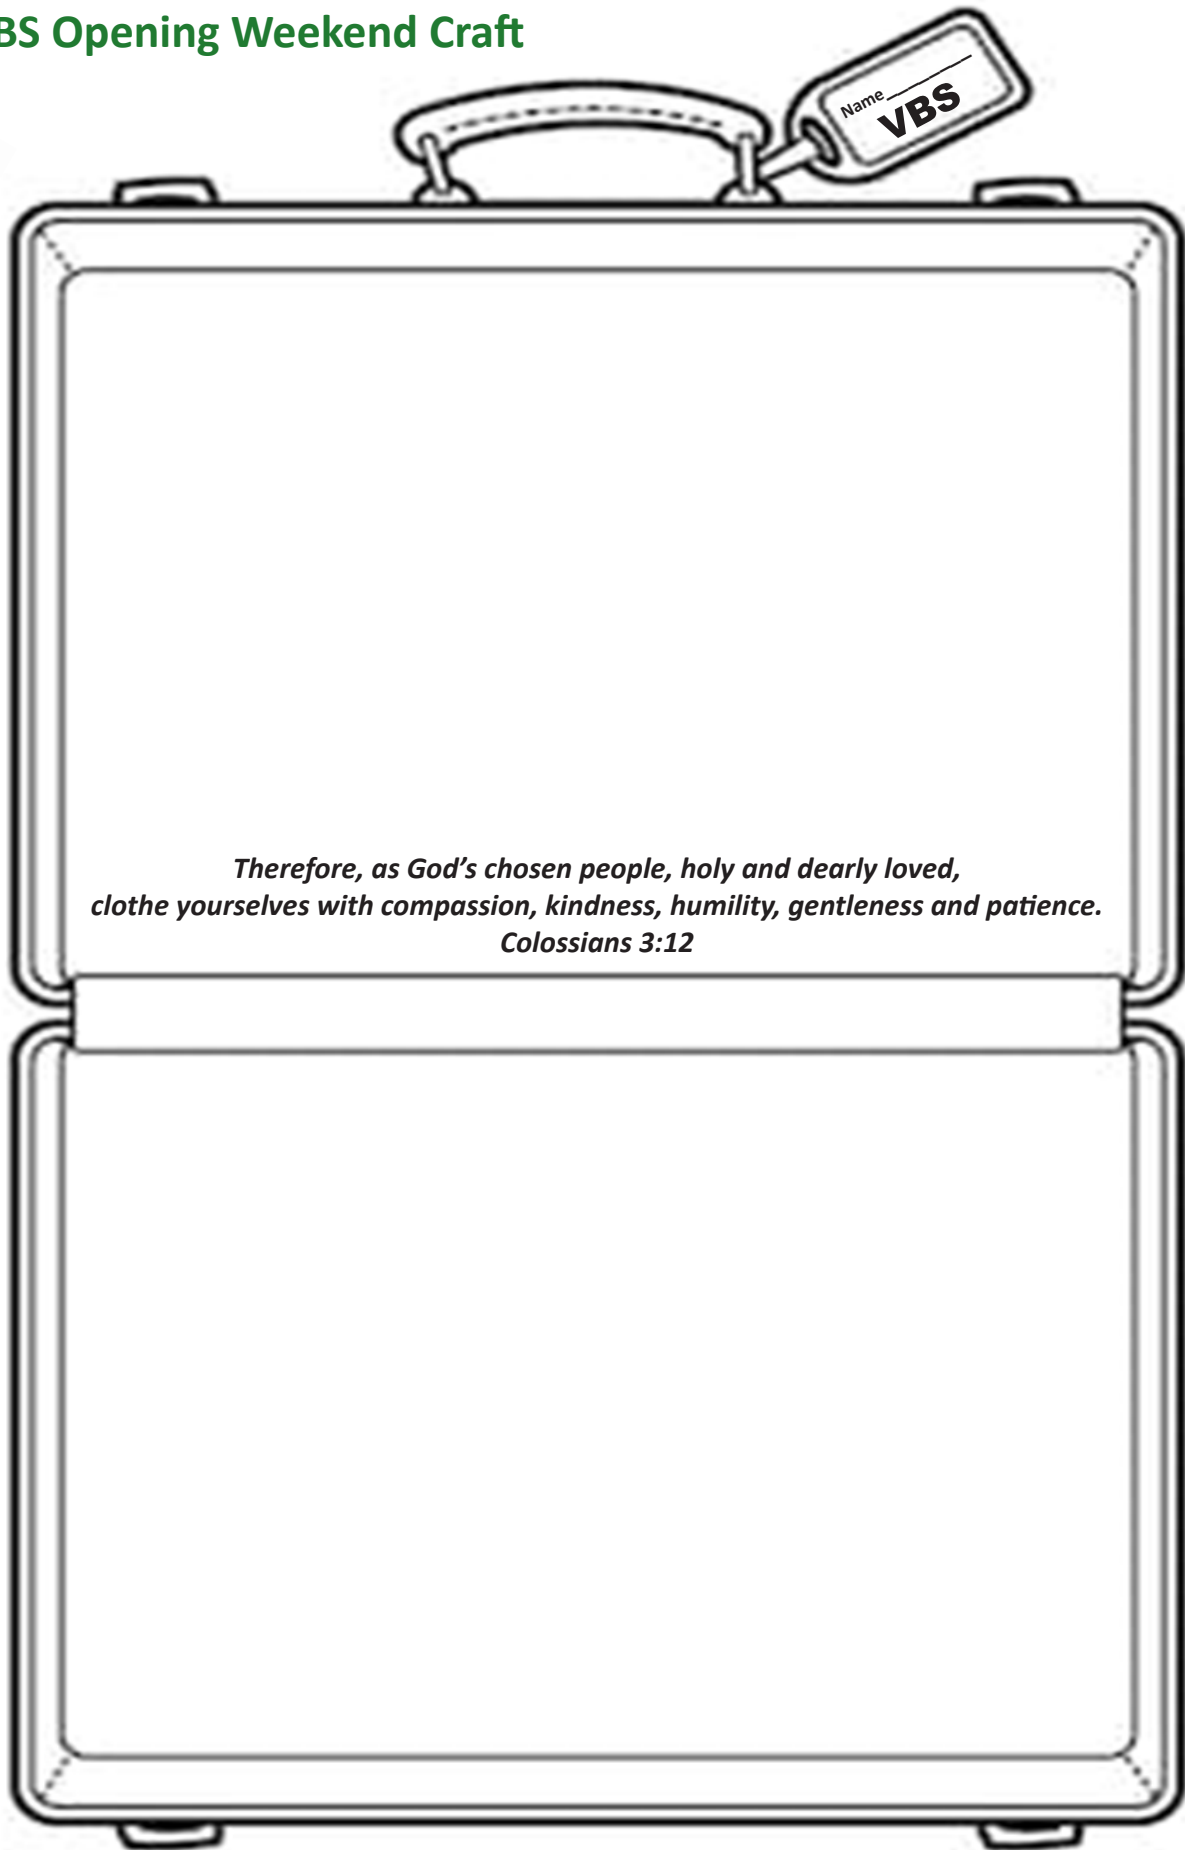 BS Opening Weekend Craft
Name__________
VBS
Therefore, as God’s chosen people, holy and dearly loved,
clothe yourselves with compassion, kindness, humility, gentleness and patience.
Colossians 3:12